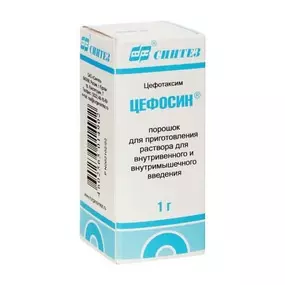 СИНТЕЗ
Цефотаксим
ЦЕФОСИН®
порошок
для приготовления
раствора для
внутривенного и
внутримышечного
введения
1 г